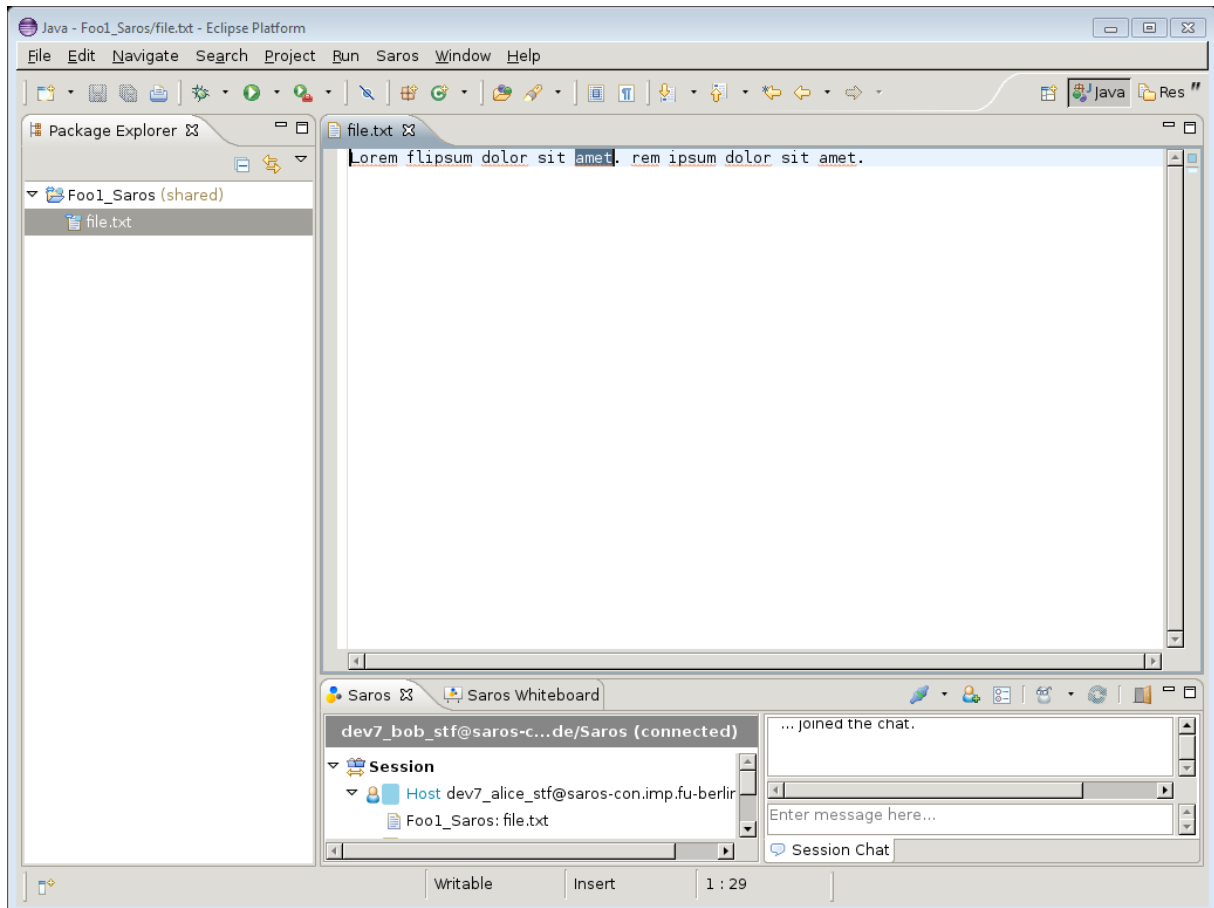 Java - Foo1_Saros/file.txt - Eclipse Platform
File Edit Navigate Search Project Run Saros Window Help
Java Res "
Package Explorer
file.txt
Lorem flipsum dolor sit amet. rem ipsum dolor sit amet.
Foo1_Saros (shared)
file.txt
Saros Saros Whiteboard
dev7_bob_stf@saros-c...de/Saros (connected)
... joined the chat.
Session
Host dev7_alice_stf@saros-con.imp.fu-berlin
Foo1_Saros: file.txt
Enter message here...
Session Chat
Writable Insert 1 : 29